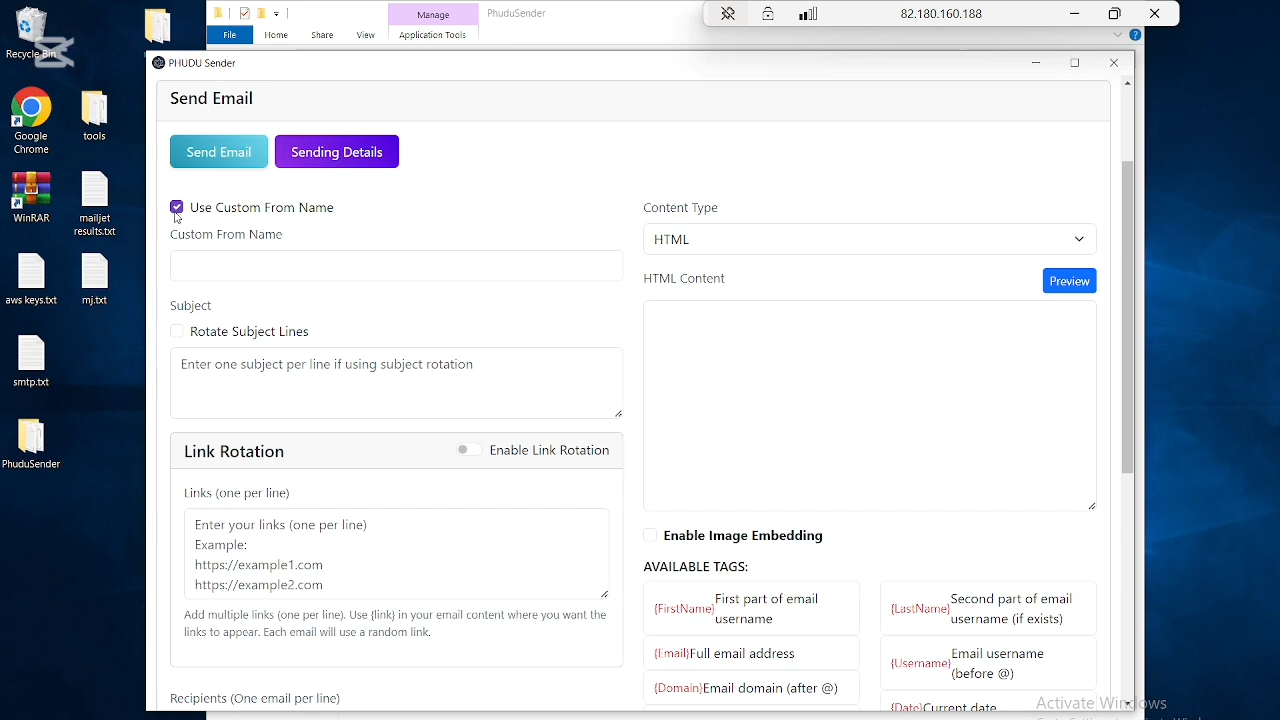 Manage
PhuduSender
82.180.160.188
File
Home
Share
View
Application Tools
Recycle Bin
Google
Chrome
tools
WinRAR
mailjet
results.txt
aws keys.txt
mj.txt
smtp.txt
PhuduSender
PHUDU Sender
Send Email
Send Email
Sending Details
Use Custom From Name
Custom From Name
Subject
Rotate Subject Lines
Enter one subject per line if using subject rotation
Link Rotation
Enable Link Rotation
Links (one per line)
Enter your links (one per line)
Example:
https://example1.com
https://example2.com
Add multiple links (one per line). Use {link} in your email content where you want the
links to appear. Each email will use a random link.
Recipients (One email per line)
Content Type
HTML
HTML Content
Preview
Enable Image Embedding
AVAILABLE TAGS:
{FirstName} First part of email
username
{LastName} Second part of email
username (if exists)
{Email} Full email address
{Username} Email username
(before @)
{Domain} Email domain (after @)
{Date} Current date
Activate Windows